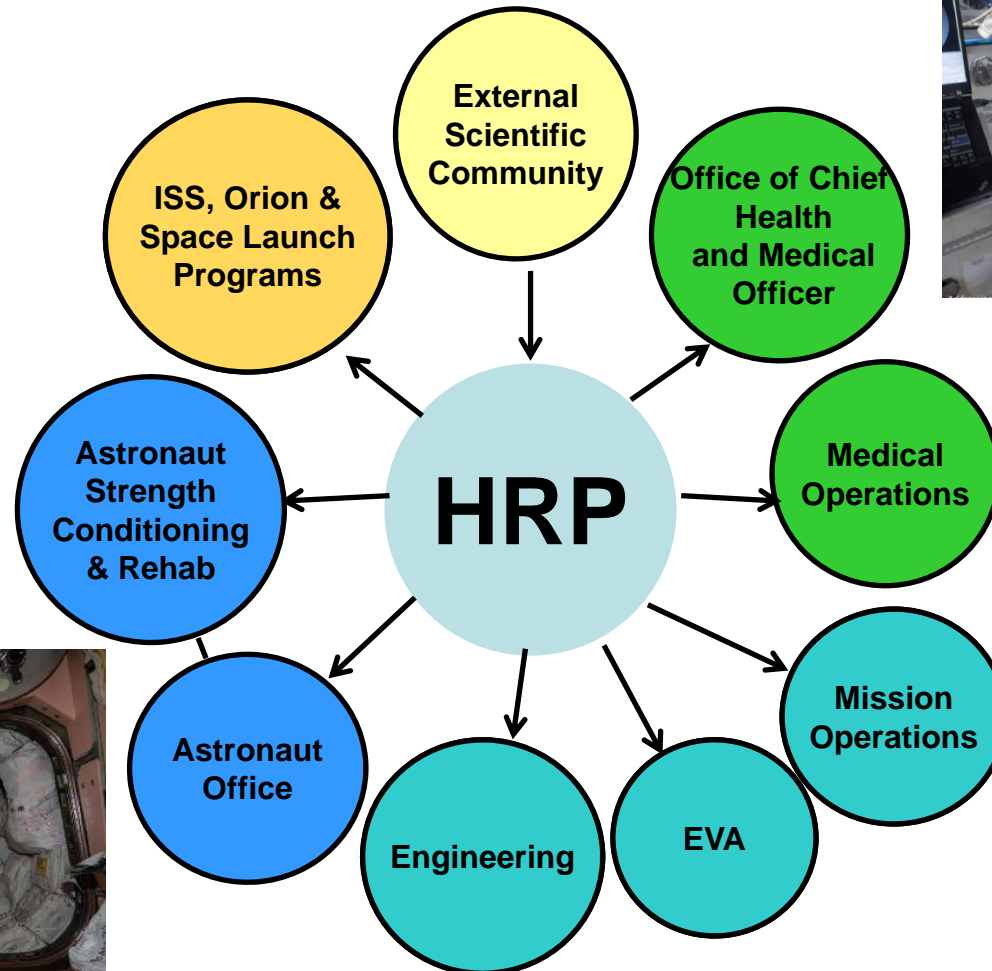 External
Scientific
Community
ISS, Orion &
Space Launch
Programs
Office of Chief
Health
and Medical
Officer
Astronaut
Strength
Conditioning
& Rehab
HRP
Medical
Operations
Astronaut
Office
Engineering
EVA
Mission
Operations